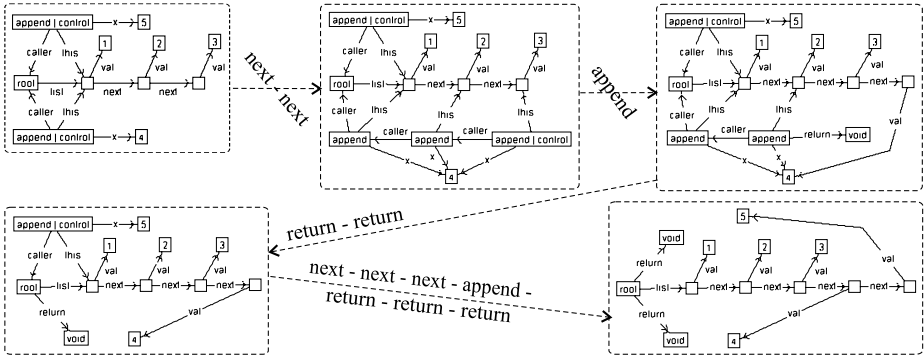 append | control x 5
1 2 3
caller this val val val
root list next next
caller this
append | control x 4
next - next
append | control x 5
1 2 3
caller this val val val
root list next next
caller this this
append caller append caller append | control
x x x
4
append
append | control x 5
1 2 3
caller this val val val
root list next next next
caller this this val
append caller append return void
x x
4
return - return
append | control x 5
1 2 3
caller this val val val
root list next next next
return val
void 4
next - next - next - append -
return - return - return
5
void 1 2 3
return val val val val
root list next next next next
return val
void 4